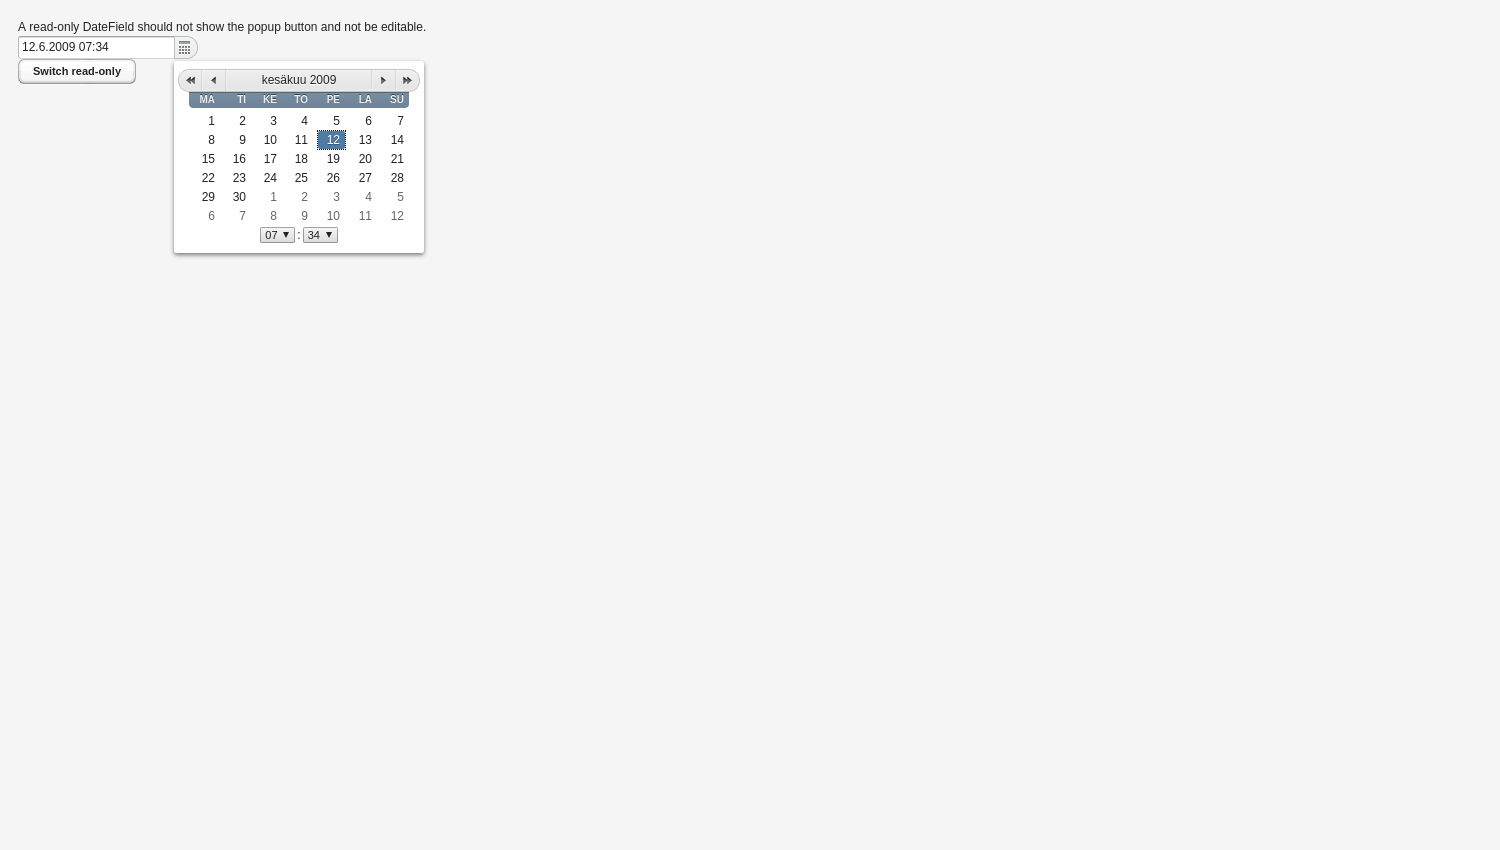 A read-only DateField should not show the popup button and not be editable.
12.6.2009 07:34
Switch read-only
kesäkuu 2009
MA TI KE TO PE LA SU
1 2 3 4 5 6 7
8 9 10 11 12 13 14
15 16 17 18 19 20 21
22 23 24 25 26 27 28
29 30 1 2 3 4 5
6 7 8 9 10 11 12
07 : 34